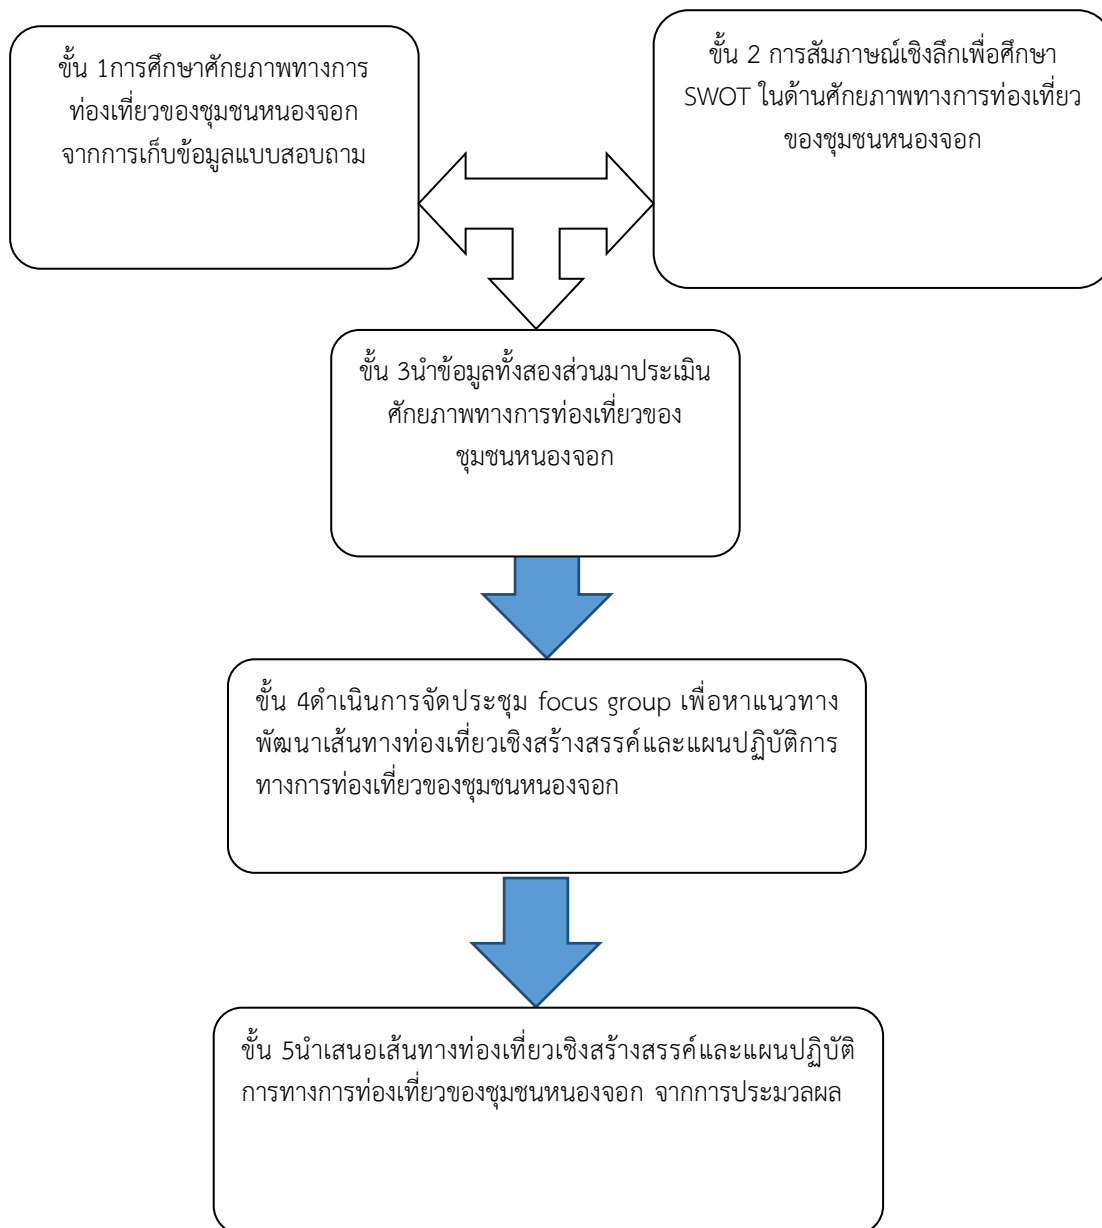 ขั้น 1การศึกษาศักยภาพทางการ
ท่องเที่ยวของชุมชนหนองจอก
จากการเก็บข้อมูลแบบสอบถาม
ขั้น 2 การสัมภาษณ์เชิงลึกเพื่อศึกษา
SWOT ในด้านศักยภาพทางการท่องเที่ยว
ของชุมชนหนองจอก
ขั้น 3นำข้อมูลทั้งสองส่วนมาประเมิน
ศักยภาพทางการท่องเที่ยวของ
ชุมชนหนองจอก
ขั้น 4ดำเนินการจัดประชุม focus group เพื่อหาแนวทาง
พัฒนาเส้นทางท่องเที่ยวเชิงสร้างสรรค์และแผนปฏิบัติการ
ทางการท่องเที่ยวของชุมชนหนองจอก
ขั้น 5นำเสนอเส้นทางท่องเที่ยวเชิงสร้างสรรค์และแผนปฏิบัติ
การทางการท่องเที่ยวของชุมชนหนองจอก จากการประมวลผล